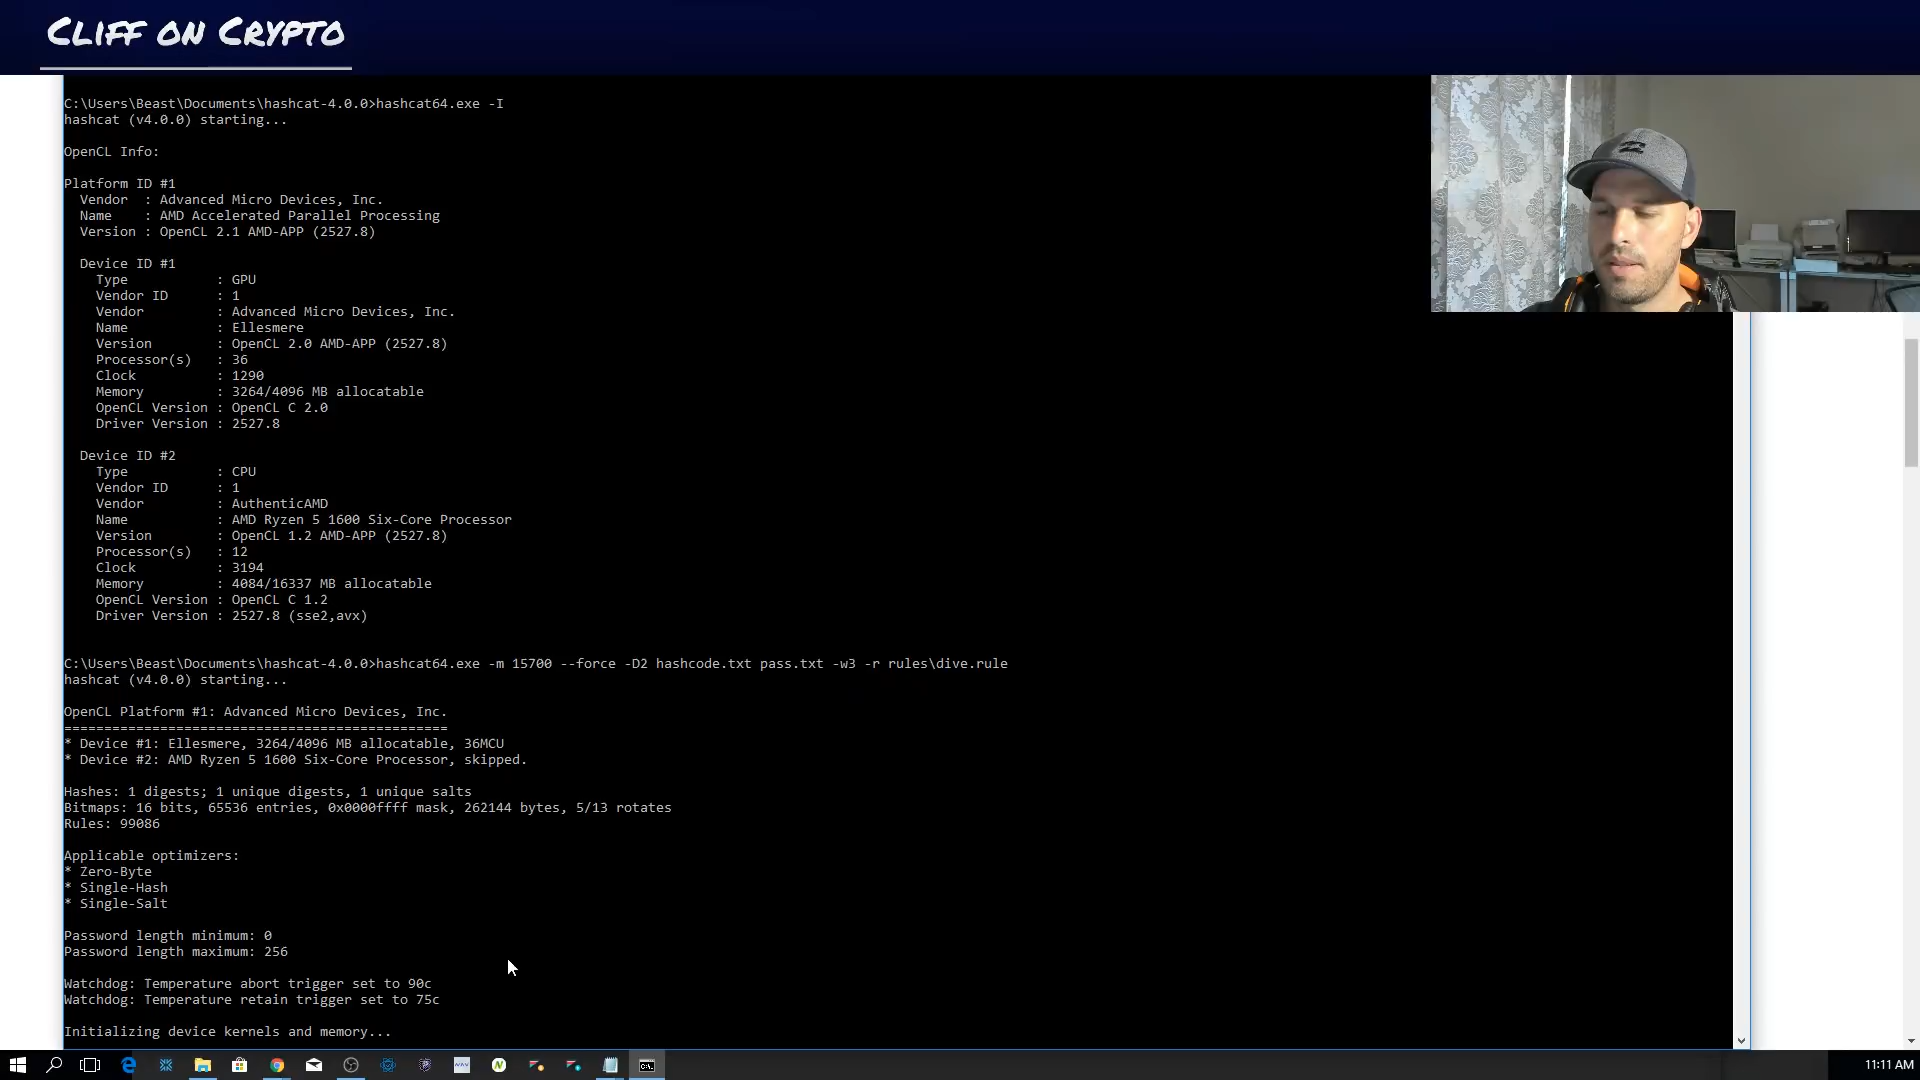 Cliff on Crypto
C:\Users\Beast\Documents\hashcat-4.0.0>hashcat64.exe -I
hashcat (v4.0.0) starting...
OpenCL Info:
Platform ID #1
Vendor : Advanced Micro Devices, Inc.
Name : AMD Accelerated Parallel Processing
Version : OpenCL 2.1 AMD-APP (2527.8)
Device ID #1
Type : GPU
Vendor ID : 1
Vendor : Advanced Micro Devices, Inc.
Name : Ellesmere
Version : OpenCL 2.0 AMD-APP (2527.8)
Processor(s) : 36
Clock : 1290
Memory : 3264/4096 MB allocatable
OpenCL Version : OpenCL C 2.0
Driver Version : 2527.8
Device ID #2
Type : CPU
Vendor ID : 1
Vendor : AuthenticAMD
Name : AMD Ryzen 5 1600 Six-Core Processor
Version : OpenCL 1.2 AMD-APP (2527.8)
Processor(s) : 12
Clock : 3194
Memory : 4084/16337 MB allocatable
OpenCL Version : OpenCL C 1.2
Driver Version : 2527.8 (sse2,avx)
C:\Users\Beast\Documents\hashcat-4.0.0>hashcat64.exe -m 15700 --force -D2 hashcode.txt pass.txt -w3 -r rules\dive.rule
hashcat (v4.0.0) starting...
OpenCL Platform #1: Advanced Micro Devices, Inc.
================================================
* Device #1: Ellesmere, 3264/4096 MB allocatable, 36MCU
* Device #2: AMD Ryzen 5 1600 Six-Core Processor, skipped.
Hashes: 1 digests; 1 unique digests, 1 unique salts
Bitmaps: 16 bits, 65536 entries, 0x0000ffff mask, 262144 bytes, 5/13 rotates
Rules: 99086
Applicable optimizers:
* Zero-Byte
* Single-Hash
* Single-Salt
Password length minimum: 0
Password length maximum: 256
Watchdog: Temperature abort trigger set to 90c
Watchdog: Temperature retain trigger set to 75c
Initializing device kernels and memory...
11:11 AM